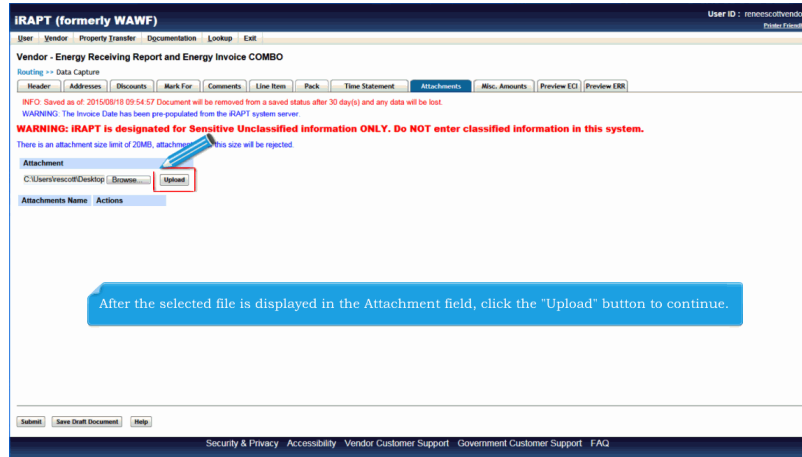 iRAPT (formerly WAWF)
User ID : reneescottvendo
Printer Friendl
User Vendor Property Transfer Documentation Lookup Exit
Vendor - Energy Receiving Report and Energy Invoice COMBO
Routing >> Data Capture
Header Addresses Discounts Mark For Comments Line Item Pack Time Statement Attachments Misc. Amounts Preview ECI Preview ERR
INFO: Saved as of: 2015/08/18 09:54:57 Document will be removed from a saved status after 30 day(s) and any data will be lost.
WARNING: The Invoice Date has been pre-populated from the iRAPT system server.
WARNING: iRAPT is designated for Sensitive Unclassified information ONLY. Do NOT enter classified information in this system.
There is an attachment size limit of 20MB, attachment this size will be rejected.
Attachment
C:\Users\rescott\Desktop Browse... Upload
Attachments Name Actions
After the selected file is displayed in the Attachment field, click the "Upload" button to continue.
Submit Save Draft Document Help
Security & Privacy Accessibility Vendor Customer Support Government Customer Support FAQ